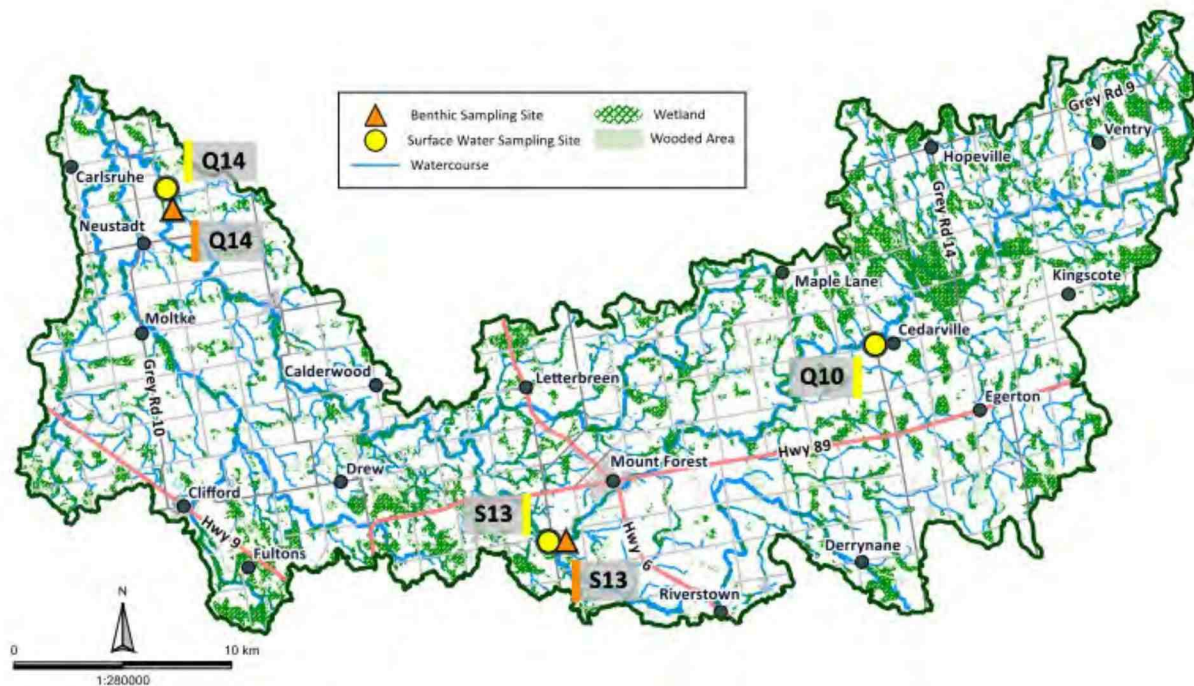 Benthic Sampling Site
Wetland
Surface Water Sampling Site
Wooded Area
Watercourse
Grey Rd 9
Ventry
Hopeville
Q14
Carlsruhe
Neustadt
Q14
Grey Rd 14
Maple Lane
Kingscote
Moltke
Cedarville
Calderwood
Letterbreen
Q10
Grey Rd 10
Egerton
Mount Forest
Hwy 89
Drew
Clifford
S13
Hwy 9
Hwy 6
Fultons
S13
Derrynane
Riverstown
N
0 10 km
1:280000